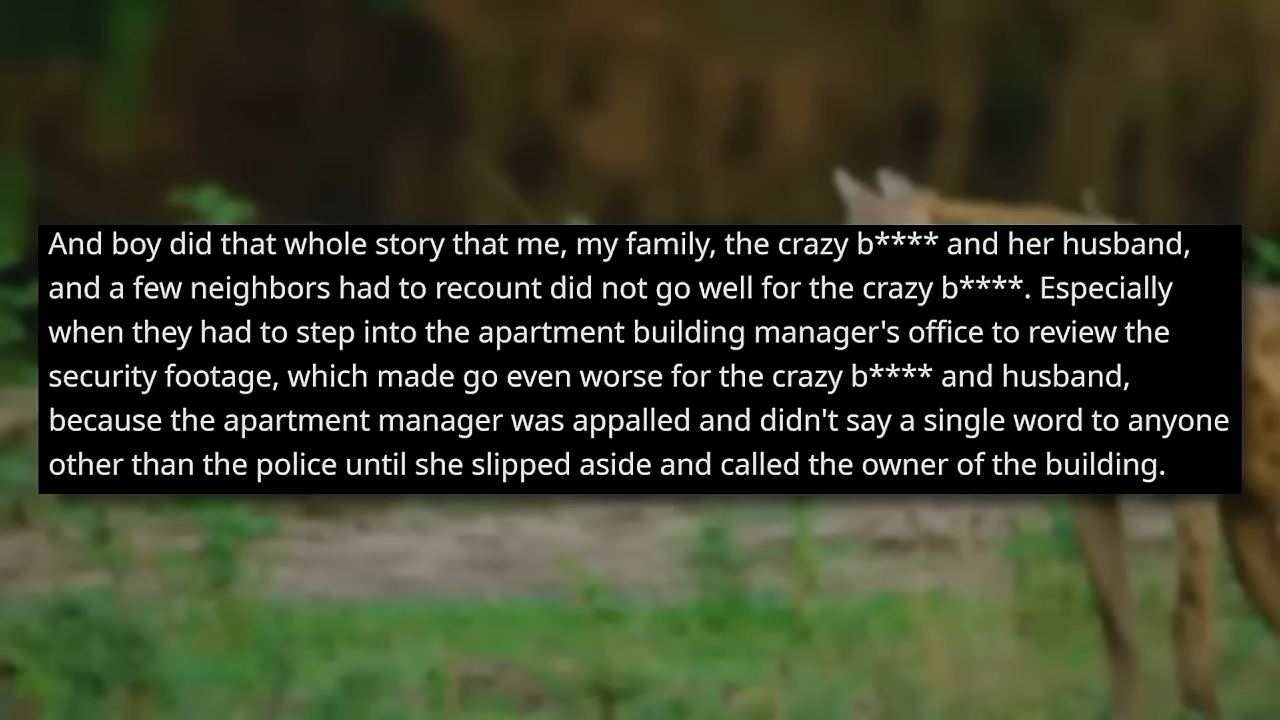 And boy did that whole story that me, my family, the crazy b**** and her husband,
and a few neighbors had to recount did not go well for the crazy b****. Especially
when they had to step into the apartment building manager's office to review the
security footage, which made go even worse for the crazy b**** and husband,
because the apartment manager was appalled and didn't say a single word to anyone
other than the police until she slipped aside and called the owner of the building.